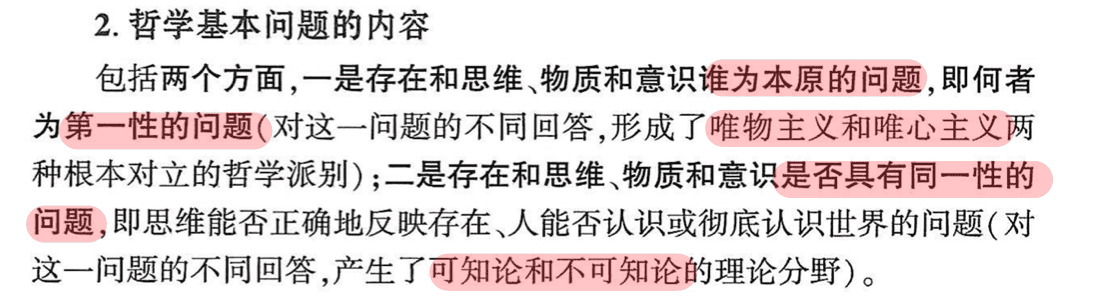 2. 哲学基本问题的内容
包括两个方面,一是存在和思维、物质和意识谁为本原的问题,即何者
为第一性的问题(对这一问题的不同回答,形成了唯物主义和唯心主义两
种根本对立的哲学派别);二是存在和思维、物质和意识是否具有同一性的
问题,即思维能否正确地反映存在、人能否认识或彻底认识世界的问题(对
这一问题的不同回答,产生了可知论和不可知论的理论分野)。